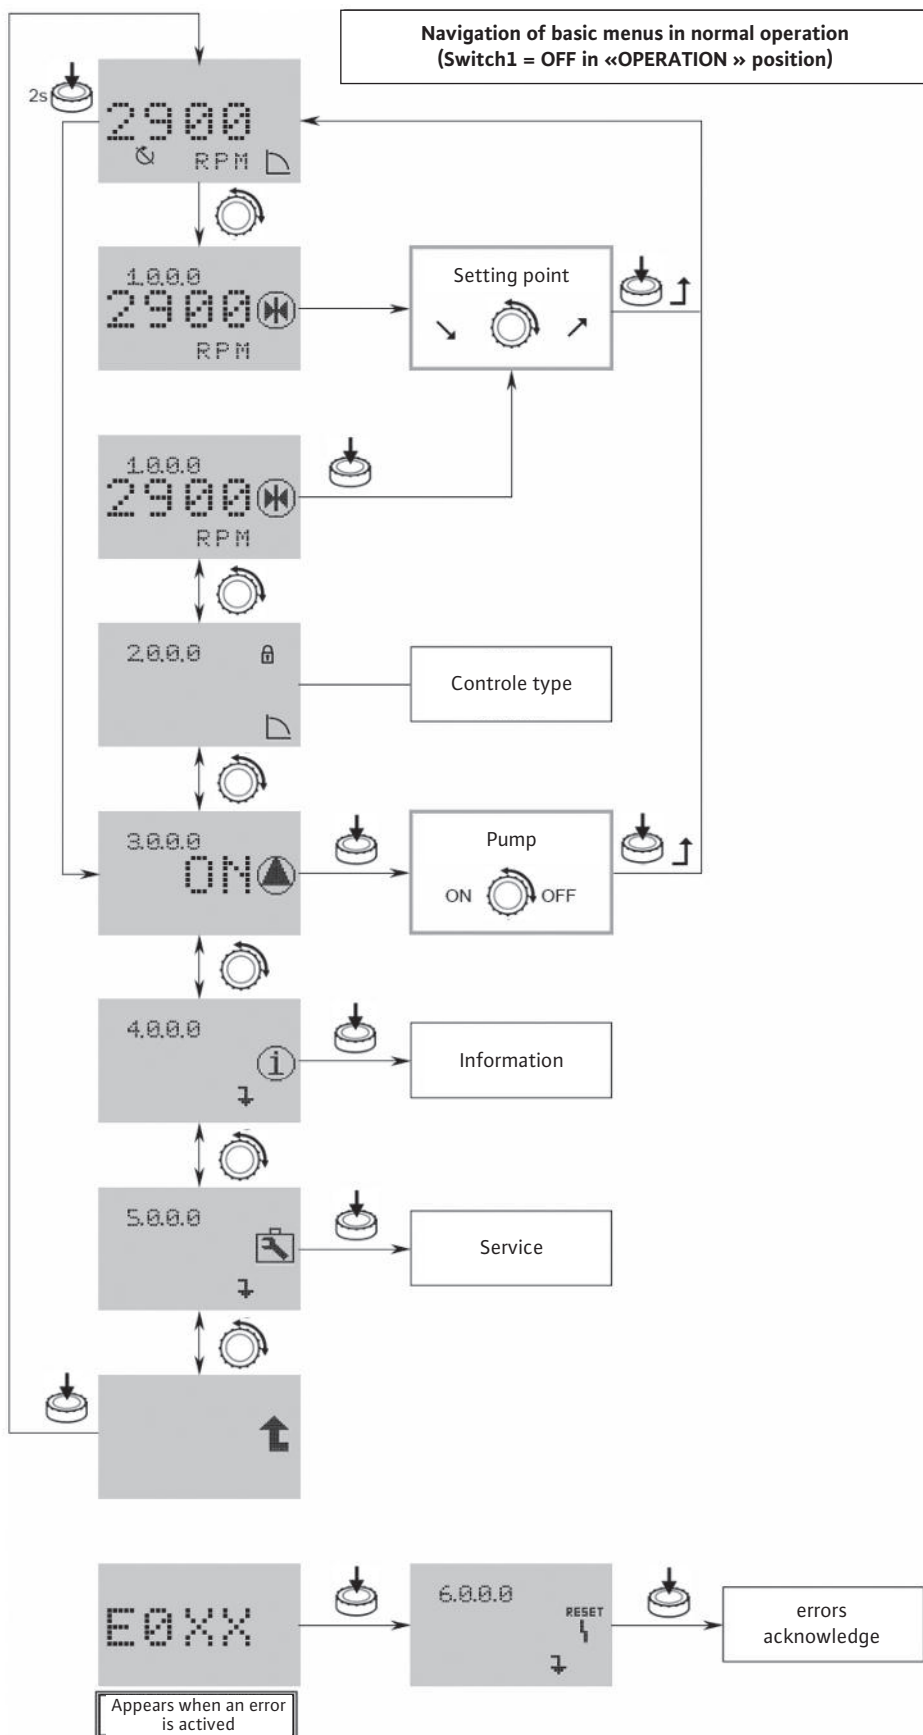 Navigation of basic menus in normal operation
(Switch1 = OFF in «OPERATION » position)
2s
2900
RPM
1.0.0.0
2900
RPM
Setting point
1.0.0.0
2900
RPM
2.0.0.0
Controle type
3.0.0.0
ON
Pump
ON OFF
4.0.0.0
i
Information
5.0.0.0
Service
E0XX
6.0.0.0
RESET
errors
acknowledge
Appears when an error
is actived